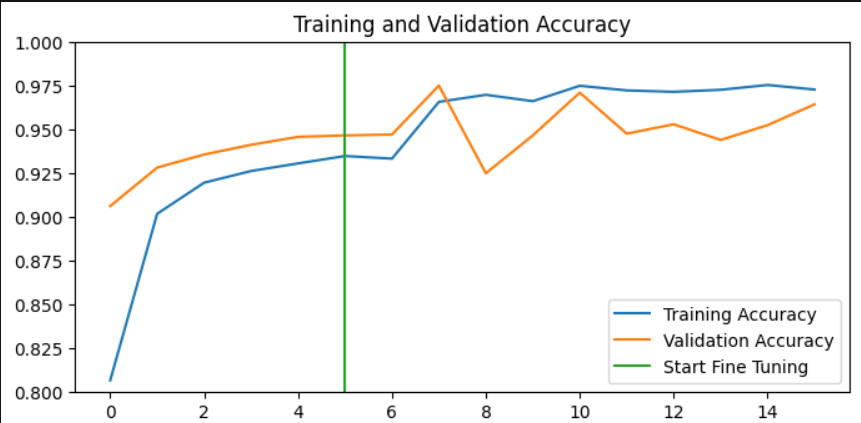 Training and Validation Accuracy
1.000
0.975
0.950
0.925
0.900
0.875
0.850
0.825
0.800
Training Accuracy
Validation Accuracy
Start Fine Tuning
0 2 4 6 8 10 12 14